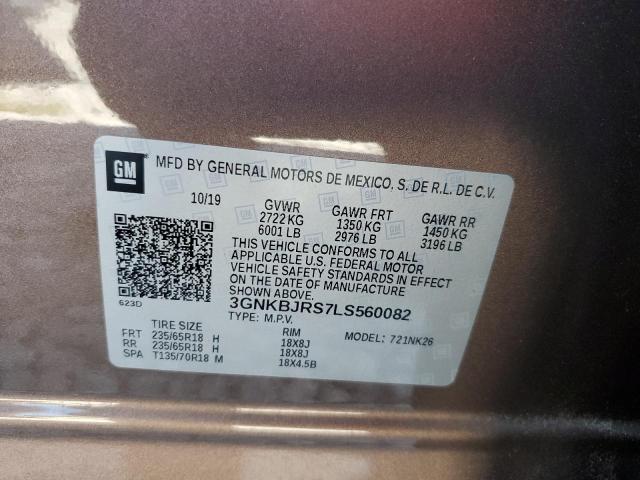 GM
MFD BY GENERAL MOTORS DE MEXICO, S. DE R.L. DE C.V.
10/19 GVWR GAWR FRT GAWR RR
2722 KG 1350 KG 1450 KG
6001 LB 2976 LB 3196 LB
THIS VEHICLE CONFORMS TO ALL
APPLICABLE U.S. FEDERAL MOTOR
VEHICLE SAFETY STANDARDS IN EFFECT
ON THE DATE OF MANUFACTURE
SHOWN ABOVE.
623D
3GNKBJRS7LS560082
TYPE: M.P.V.
TIRE SIZE RIM MODEL: 721NK26
FRT 235/65R18 H 18X8J
RR 235/65R18 H 18X8J
SPA T135/70R18 M 18X4.5B